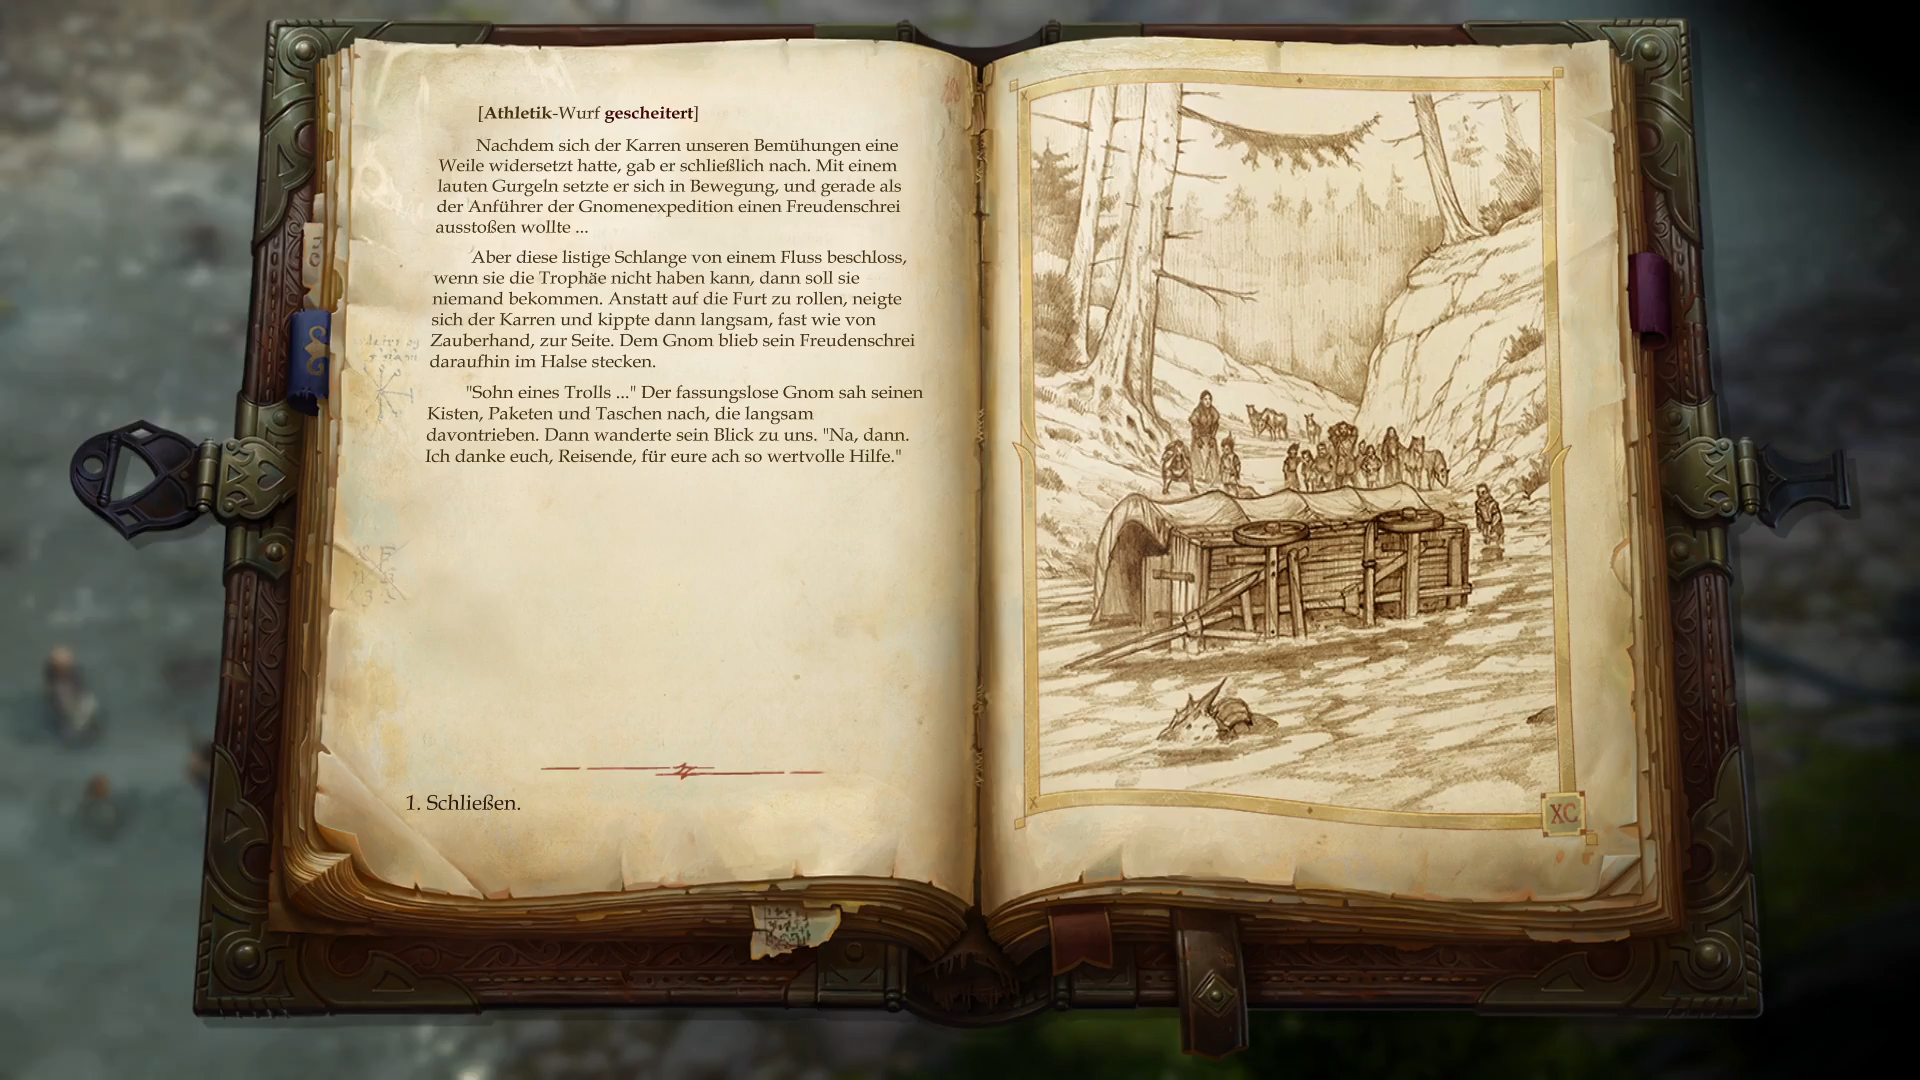 [Athletik-Wurf gescheitert]
Nachdem sich der Karren unseren Bemühungen eine
Weile widersetzt hatte, gab er schließlich nach. Mit einem
lauten Gurgeln setzte er sich in Bewegung, und gerade als
der Anführer der Gnomenexpedition einen Freudenschrei
ausstoßen wollte ...
Aber diese listige Schlange von einem Fluss beschloss,
wenn sie die Trophäe nicht haben kann, dann soll sie
niemand bekommen. Anstatt auf die Furt zu rollen, neigte
sich der Karren und kippte dann langsam, fast wie von
Zauberhand, zur Seite. Dem Gnom blieb sein Freudenschrei
daraufhin im Halse stecken.
"Sohn eines Trolls ..." Der fassungslose Gnom sah seinen
Kisten, Paketen und Taschen nach, die langsam
davontrieben. Dann wanderte sein Blick zu uns. "Na, dann.
Ich danke euch, Reisende, für eure ach so wertvolle Hilfe."
1. Schließen.
XC